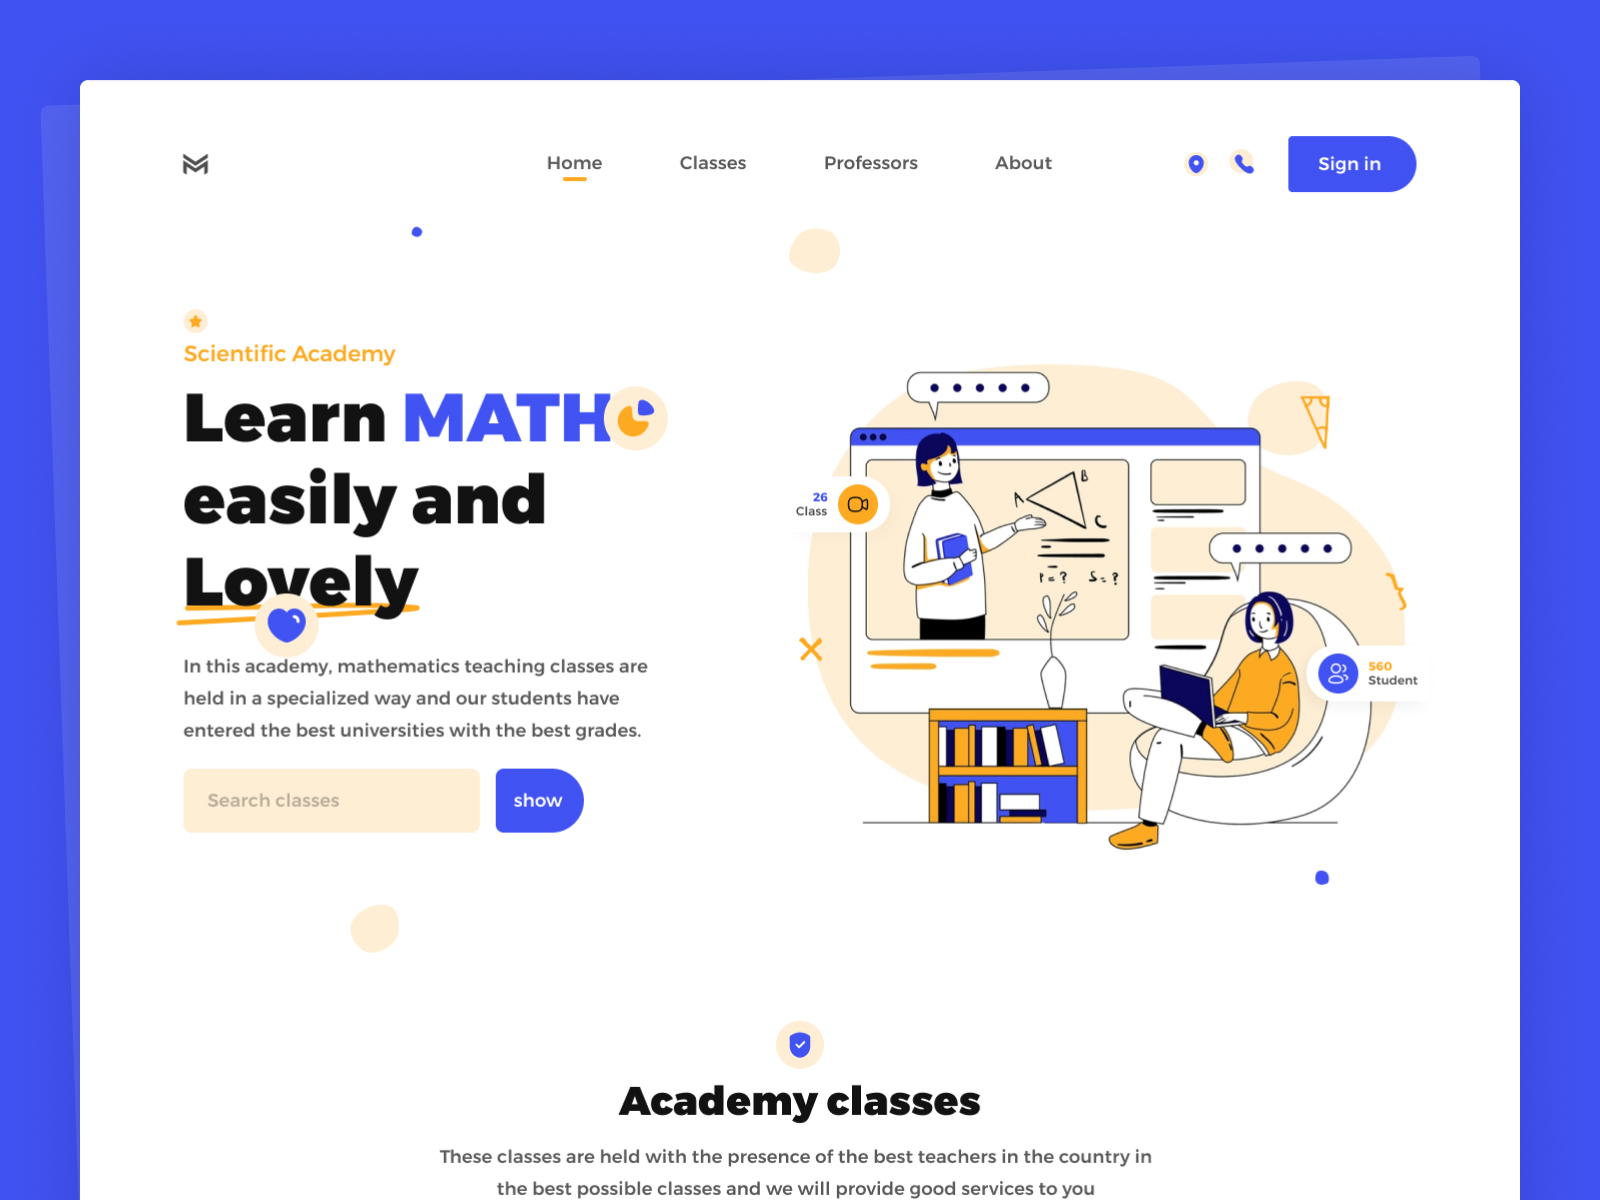 Home
Classes
Professors
About
Sign in
Scientific Academy
Learn MATH
easily and
Lovely
In this academy, mathematics teaching classes are
held in a specialized way and our students have
entered the best universities with the best grades.
Search classes
show
26
Class
A
B
C
P=? S=?
560
Student
Academy classes
These classes are held with the presence of the best teachers in the country in
the best possible classes and we will provide good services to you